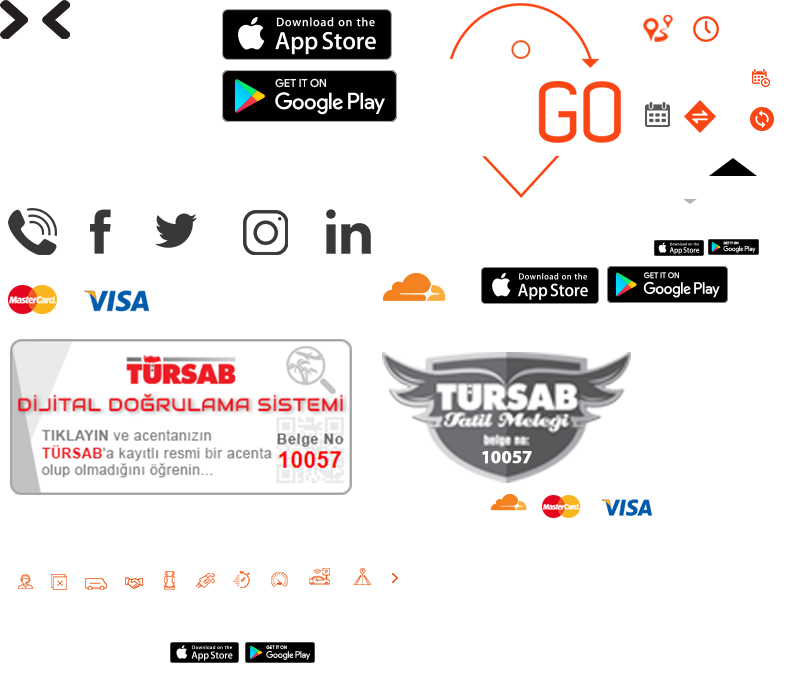 Download on the
App Store
GET IT ON
Google Play
GO
Download on the
App Store
GET IT ON
Google Play
Download on the
App Store
GET IT ON
Google Play
MasterCard
VISA
TÜRSAB
DİJİTAL DOĞRULAMA SİSTEMİ
TIKLAYIN ve acentanızın
TÜRSAB'a kayıtlı resmi bir acenta
olup olmadığını öğrenin...
Belge No
10057
TÜRSAB
Tatil Meleği
belge no:
10057
MasterCard
VISA
P
Download on the
App Store
GET IT ON
Google Play